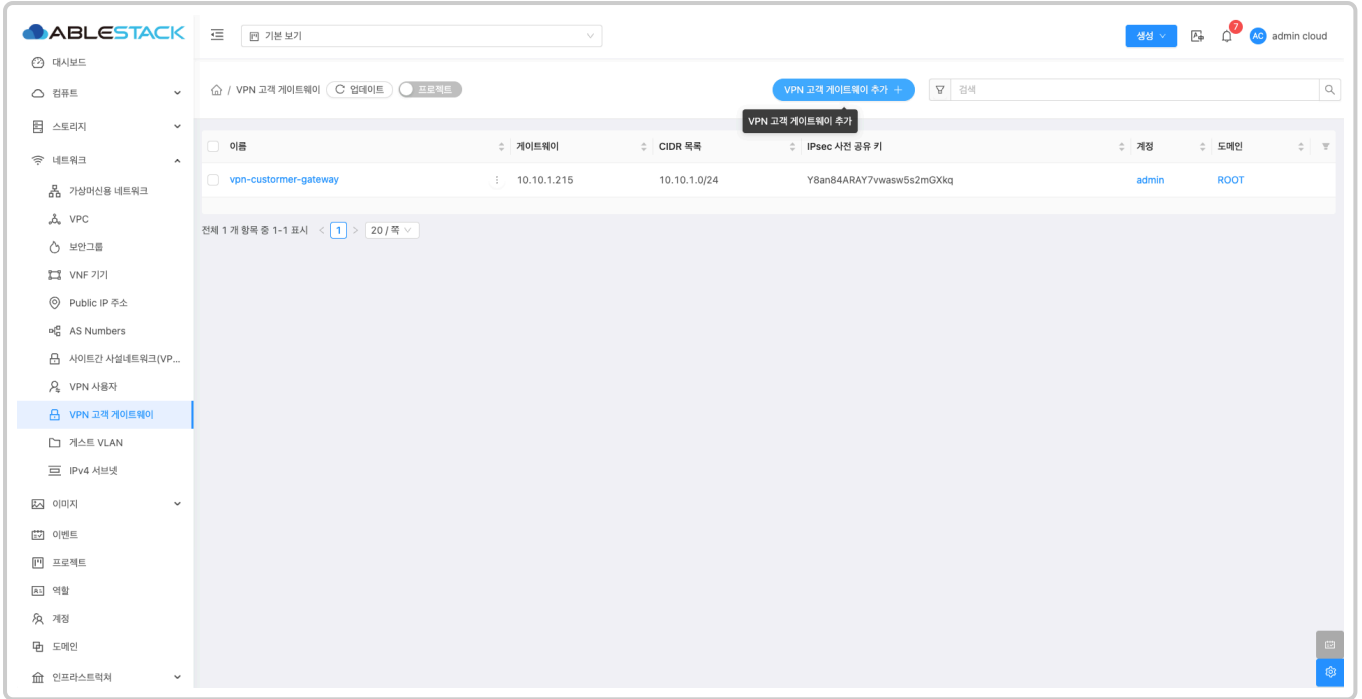 ABLESTACK
기본 보기
생성
7
AC
admin cloud
대시보드
컴퓨트
스토리지
네트워크
가상머신용 네트워크
VPC
보안그룹
VNF 기기
Public IP 주소
AS Numbers
사이트간 사설네트워크(VP...
VPN 사용자
VPN 고객 게이트웨이
게스트 VLAN
IPv4 서브넷
이미지
이벤트
프로젝트
역할
계정
도메인
인프라스트럭쳐
/ VPN 고객 게이트웨이
업데이트
프로젝트
VPN 고객 게이트웨이 추가 +
검색
VPN 고객 게이트웨이 추가
이름 게이트웨이 CIDR 목록 IPsec 사전 공유 키 계정 도메인
vpn-custormer-gateway 10.10.1.215 10.10.1.0/24 Y8an84ARAY7vwasw5s2mGXkq admin ROOT
전체 1 개 항목 중 1-1 표시 < 1 > 20 / 쪽